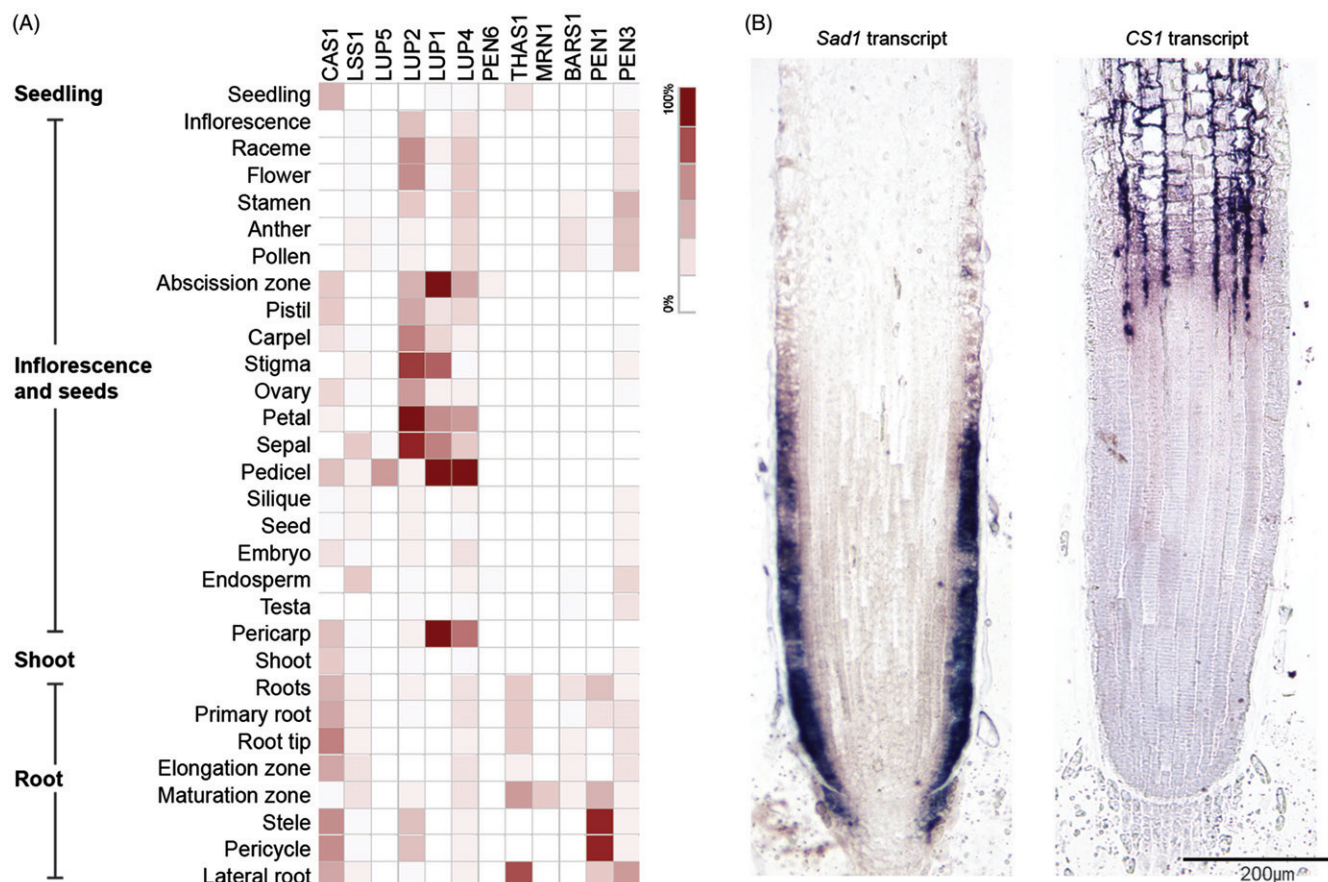 (A)
CAS1
LSS1
LUP5
LUP2
LUP1
LUP4
PEN6
THAS1
MRN1
BARS1
PEN1
PEN3
Seedling
Seedling
Inflorescence
Raceme
Flower
Stamen
Anther
Pollen
Abscission zone
Pistil
Carpel
Inflorescence
and seeds
Stigma
Ovary
Petal
Sepal
Pedicel
Silique
Seed
Embryo
Endosperm
Testa
Pericarp
Shoot
Shoot
Roots
Primary root
Root tip
Root
Elongation zone
Maturation zone
Stele
Pericycle
Lateral root
100%
0%
(B)
Sad1 transcript
CS1 transcript
200µm